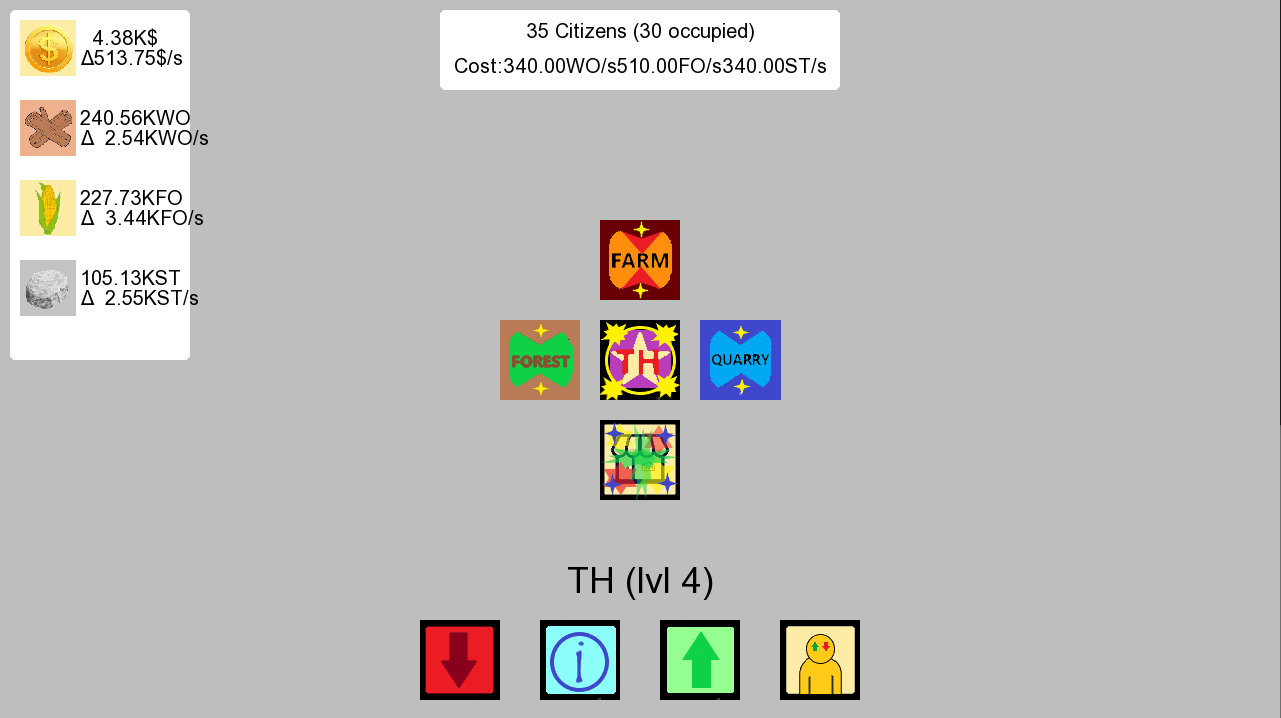 4.38K$
Δ513.75$/s
240.56KWO
Δ 2.54KWO/s
227.73KFO
Δ 3.44KFO/s
105.13KST
Δ 2.55KST/s
35 Citizens (30 occupied)
Cost:340.00WO/s510.00FO/s340.00ST/s
FARM
FOREST
TH
QUARRY
TH (lvl 4)
i